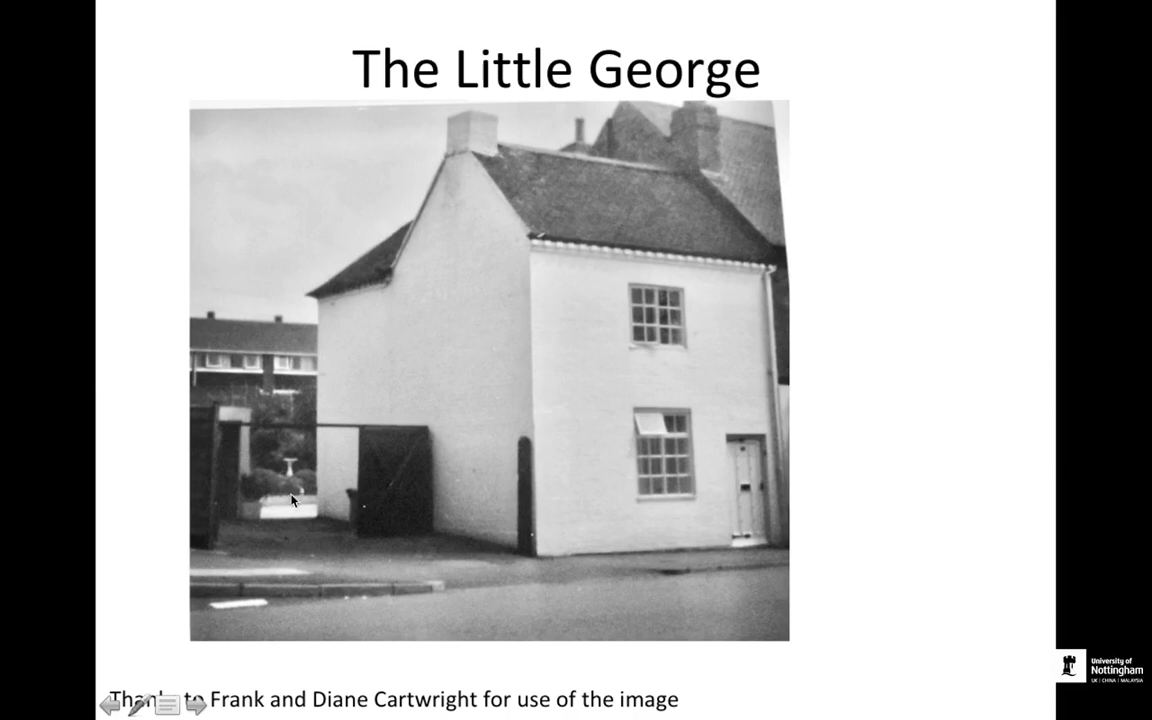 The Little George
University of
Nottingham
UK | CHINA | MALAYSIA
Thanks to Frank and Diane Cartwright for use of the image